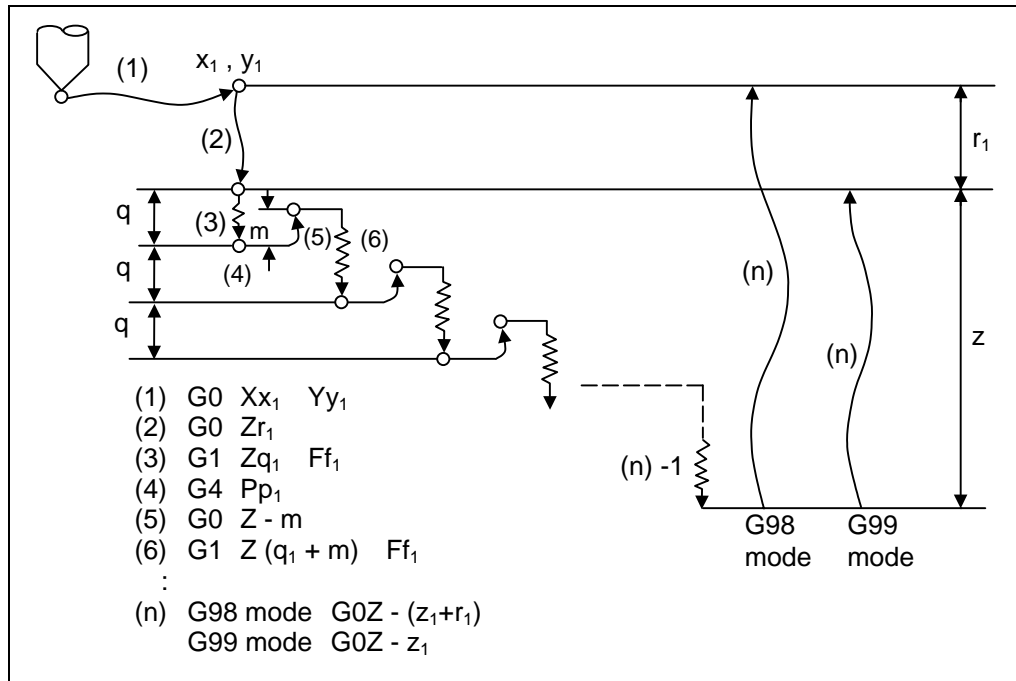 (1)
x₁ , y₁
(2)
r₁
q
(3)
m
(5)
(6)
(4)
q
(n)
z
q
(n)
(1) G0 Xx₁ Yy₁
(2) G0 Zr₁
(3) G1 Zq₁ Ff₁
(4) G4 Pp₁
(5) G0 Z - m
(6) G1 Z (q₁ + m) Ff₁
:
(n) G98 mode G0Z - (z₁+r₁)
G99 mode G0Z - z₁
(n) -1
G98
mode
G99
mode